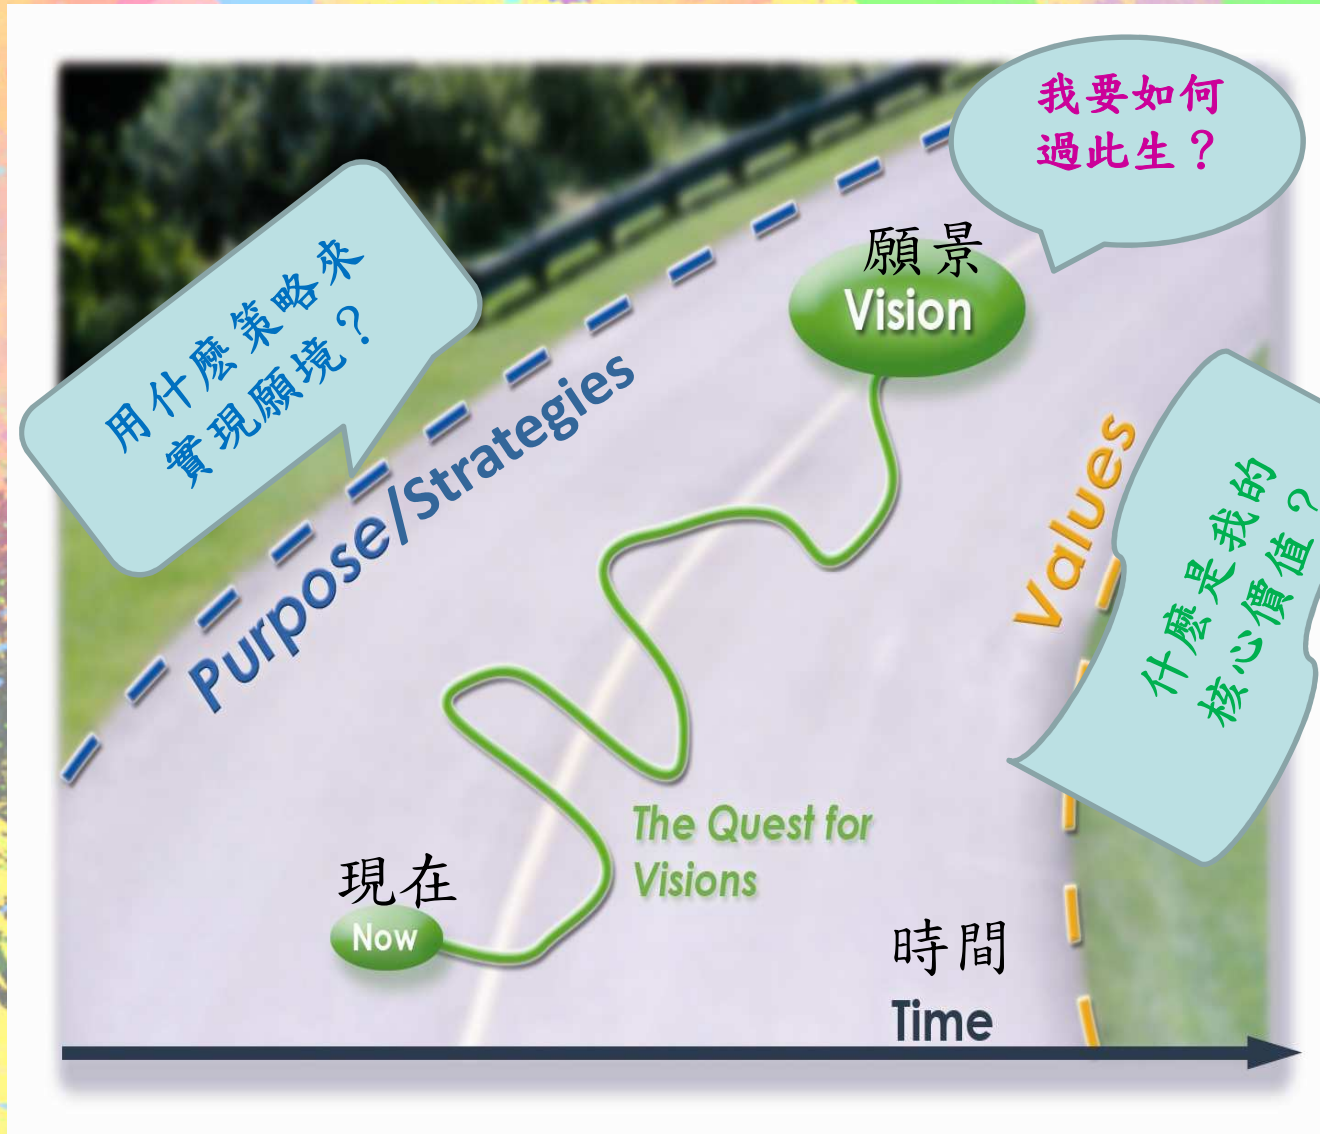 我要如何
過此生？
願景
Vision
用什麼策略來
實現願境？
Purpose/Strategies
Values
什麼是我的
核心價值？
The Quest for
Visions
現在
Now
時間
Time